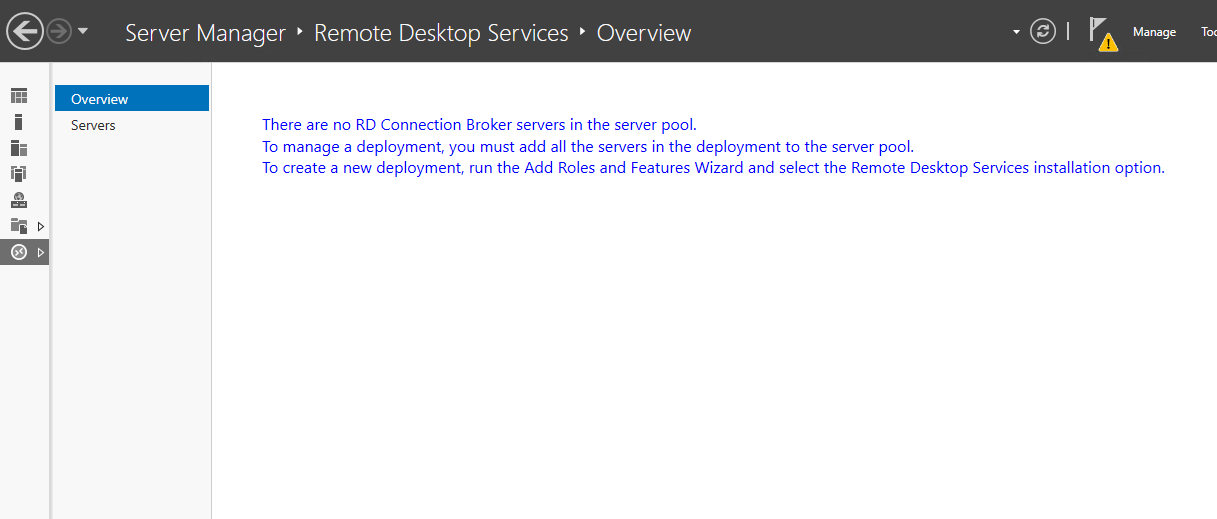 Server Manager ‣ Remote Desktop Services ‣ Overview
Manage
Overview
Servers
There are no RD Connection Broker servers in the server pool.
To manage a deployment, you must add all the servers in the deployment to the server pool.
To create a new deployment, run the Add Roles and Features Wizard and select the Remote Desktop Services installation option.